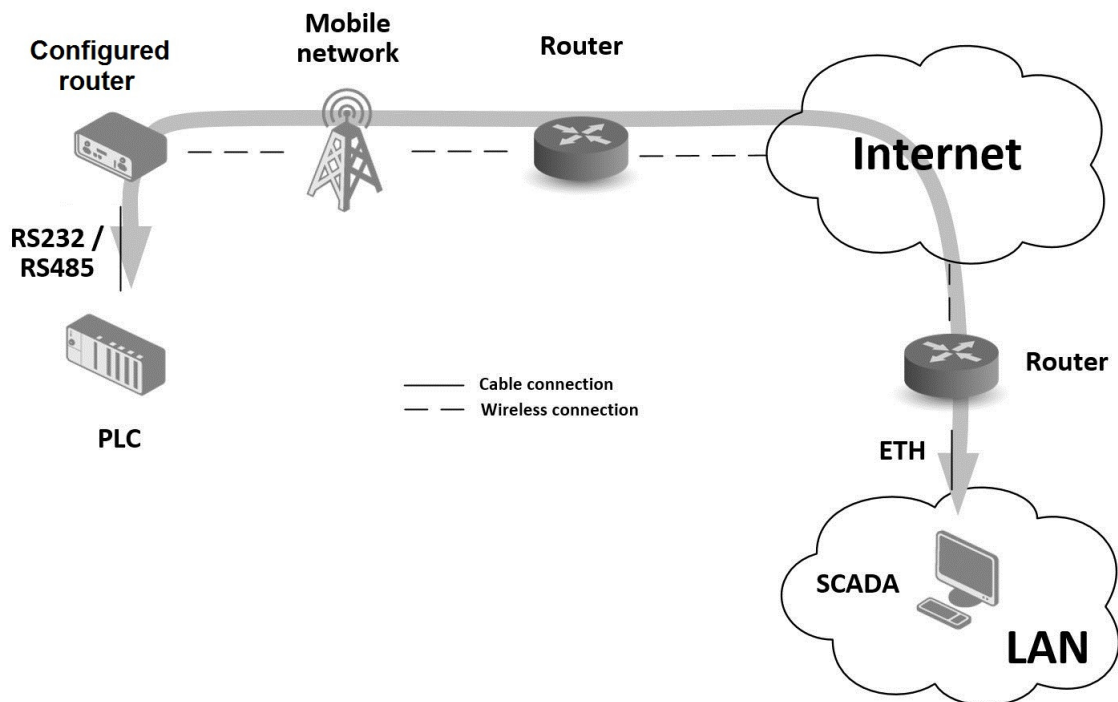 Mobile
network
Router
Configured
router
Internet
RS232 /
RS485
Router
Cable connection
Wireless connection
PLC
ETH
SCADA
LAN